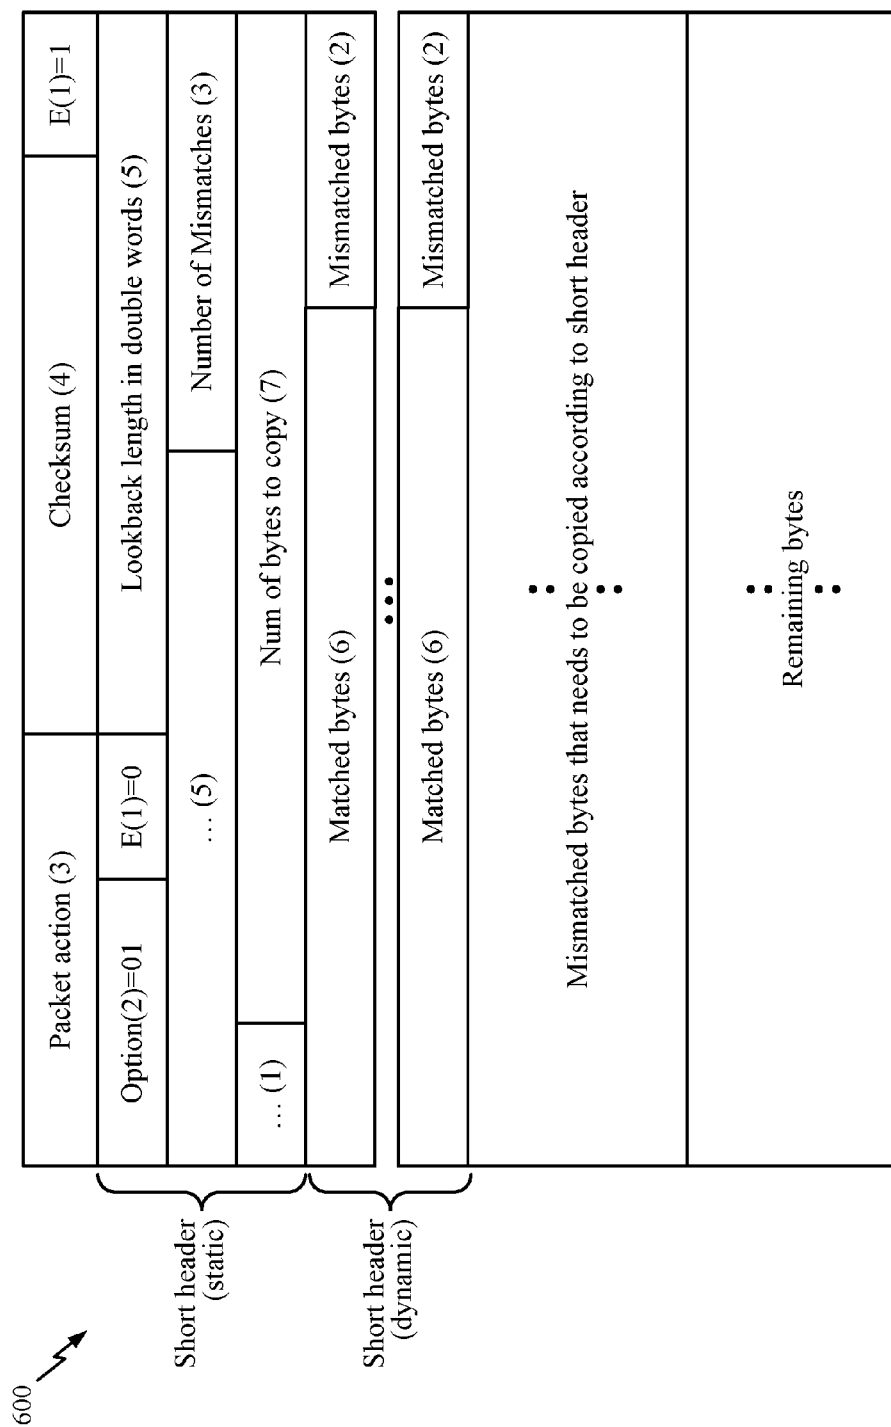 600
Packet action (3)
Checksum (4)
E(1)=1
Short header
(static)
Option(2)=01
E(1)=0
Lookback length in double words (5)
… (5)
Number of Mismatches (3)
… (1)
Num of bytes to copy (7)
Short header
(dynamic)
Matched bytes (6)
Mismatched bytes (2)
Matched bytes (6)
Mismatched bytes (2)
Mismatched bytes that needs to be copied according to short header
Remaining bytes